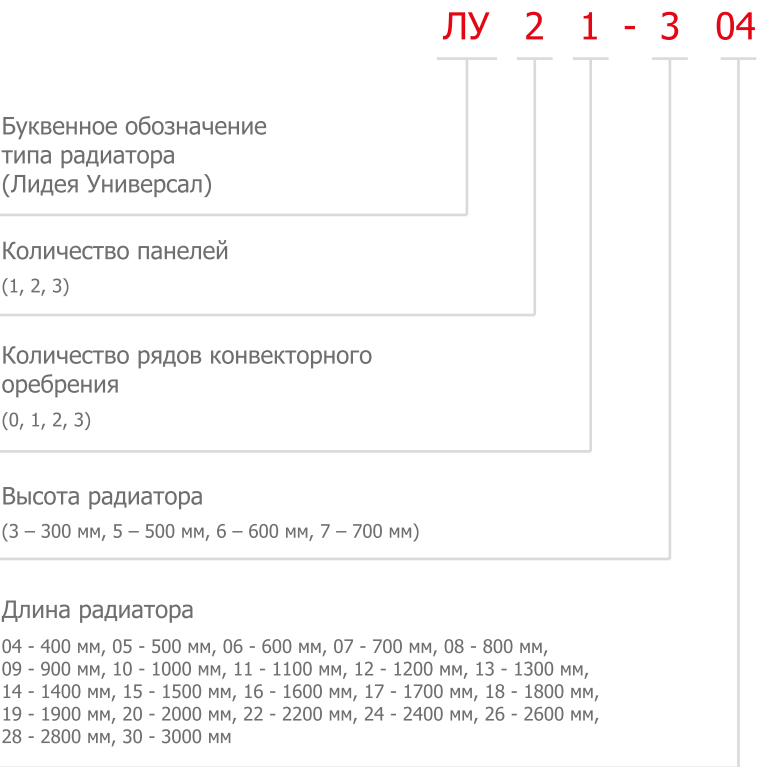 ЛУ 2 1 - 3 04
Буквенное обозначение
типа радиатора
(Лидея Универсал)
Количество панелей
(1, 2, 3)
Количество рядов конвекторного
оребрения
(0, 1, 2, 3)
Высота радиатора
(3 – 300 мм, 5 – 500 мм, 6 – 600 мм, 7 – 700 мм)
Длина радиатора
04 - 400 мм, 05 - 500 мм, 06 - 600 мм, 07 - 700 мм, 08 - 800 мм,
09 - 900 мм, 10 - 1000 мм, 11 - 1100 мм, 12 - 1200 мм, 13 - 1300 мм,
14 - 1400 мм, 15 - 1500 мм, 16 - 1600 мм, 17 - 1700 мм, 18 - 1800 мм,
19 - 1900 мм, 20 - 2000 мм, 22 - 2200 мм, 24 - 2400 мм, 26 - 2600 мм,
28 - 2800 мм, 30 - 3000 мм